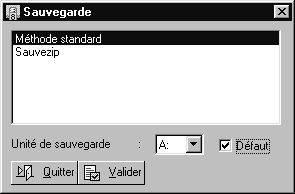 Sauvegarde
Méthode standard
Sauvezip
Unité de sauvegarde : A: Défaut
Quitter Valider